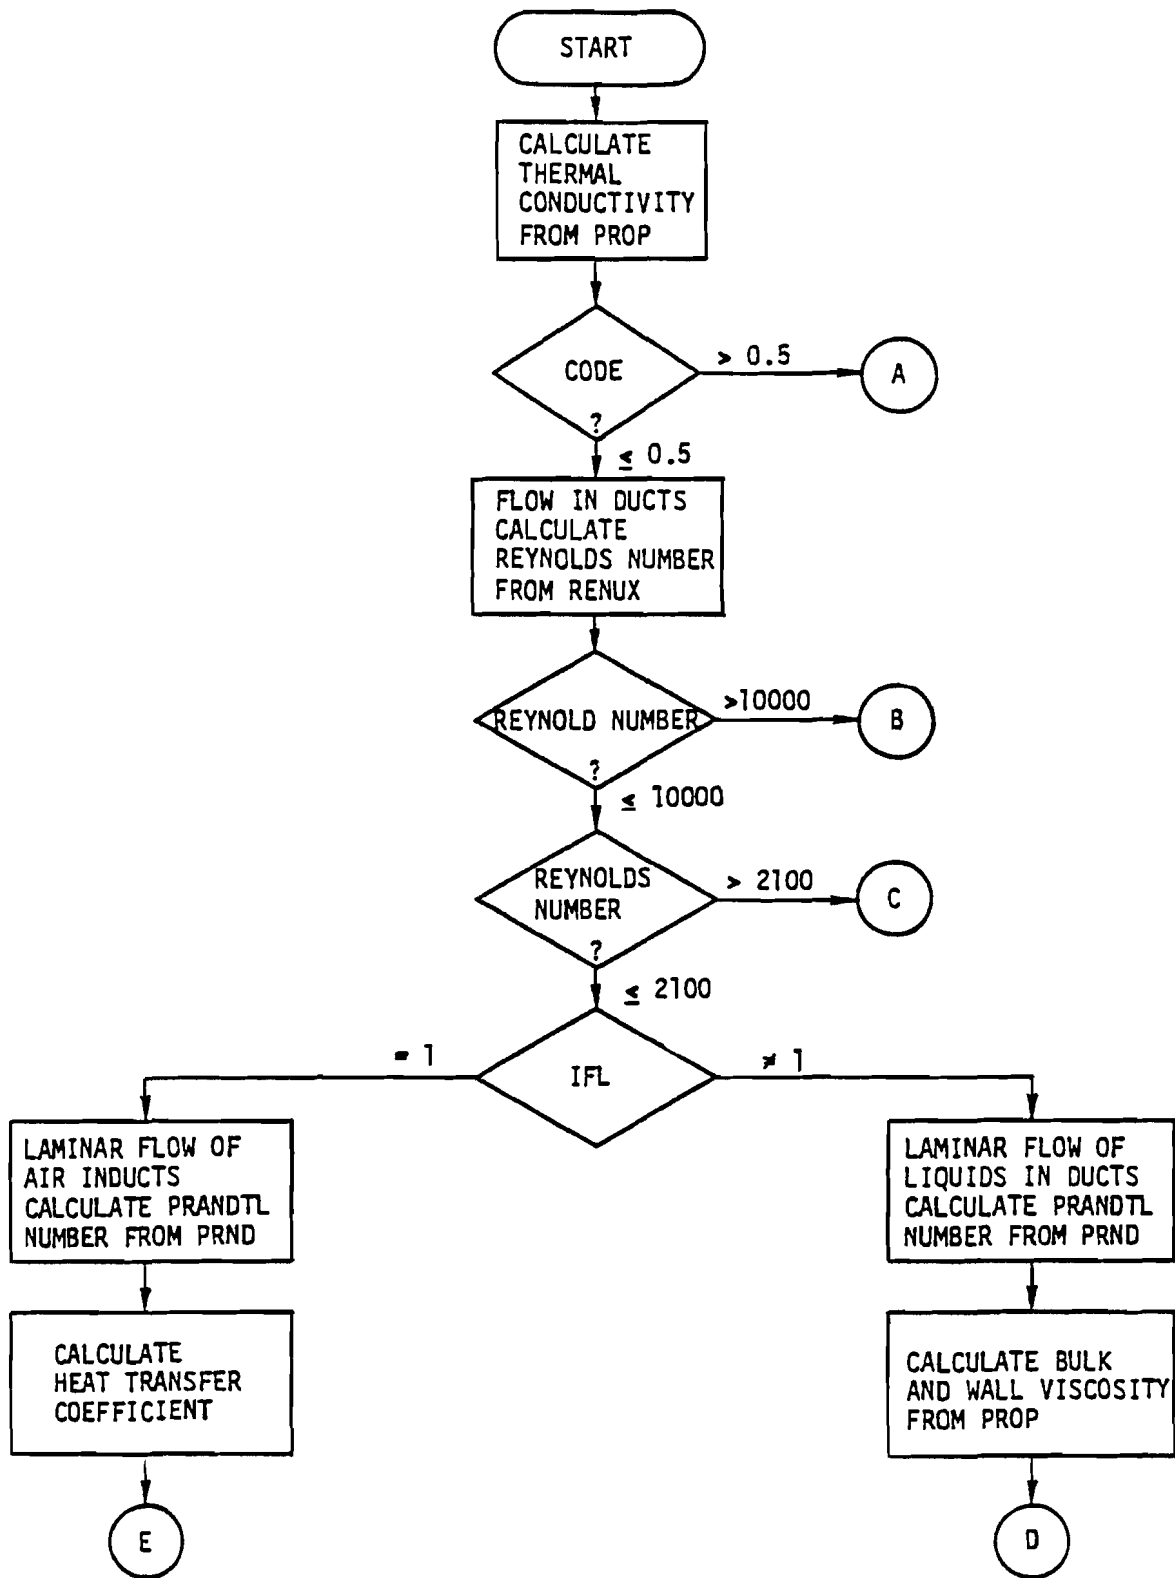 START
CALCULATE
THERMAL
CONDUCTIVITY
FROM PROP
CODE
?
> 0.5
A
≤ 0.5
FLOW IN DUCTS
CALCULATE
REYNOLDS NUMBER
FROM RENUX
REYNOLD NUMBER
?
>10000
B
≤ 10000
REYNOLDS
NUMBER
?
> 2100
C
≤ 2100
IFL
= 1
≠ 1
LAMINAR FLOW OF
AIR INDUCTS
CALCULATE PRANDTL
NUMBER FROM PRND
LAMINAR FLOW OF
LIQUIDS IN DUCTS
CALCULATE PRANDTL
NUMBER FROM PRND
CALCULATE
HEAT TRANSFER
COEFFICIENT
CALCULATE BULK
AND WALL VISCOSITY
FROM PROP
E
D